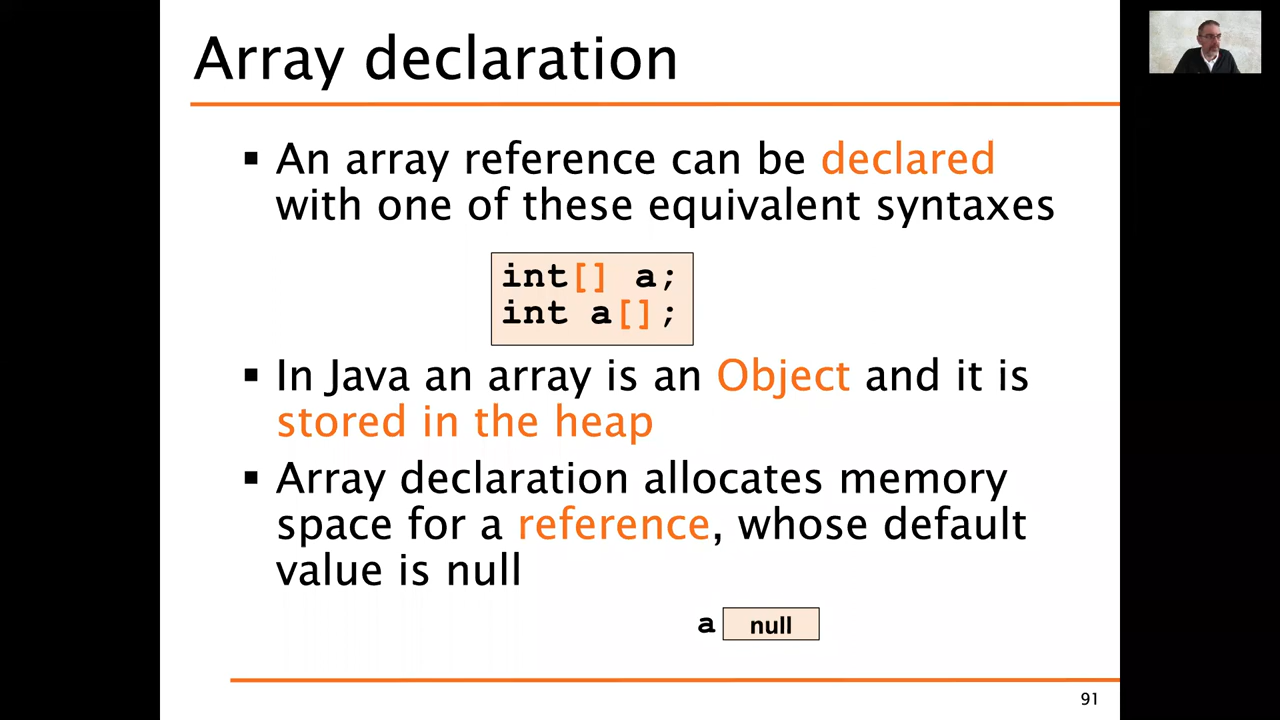 Array declaration
▪ An array reference can be declared
with one of these equivalent syntaxes
int[] a;
int a[];
▪ In Java an array is an Object and it is
stored in the heap
▪ Array declaration allocates memory
space for a reference, whose default
value is null
a null
91